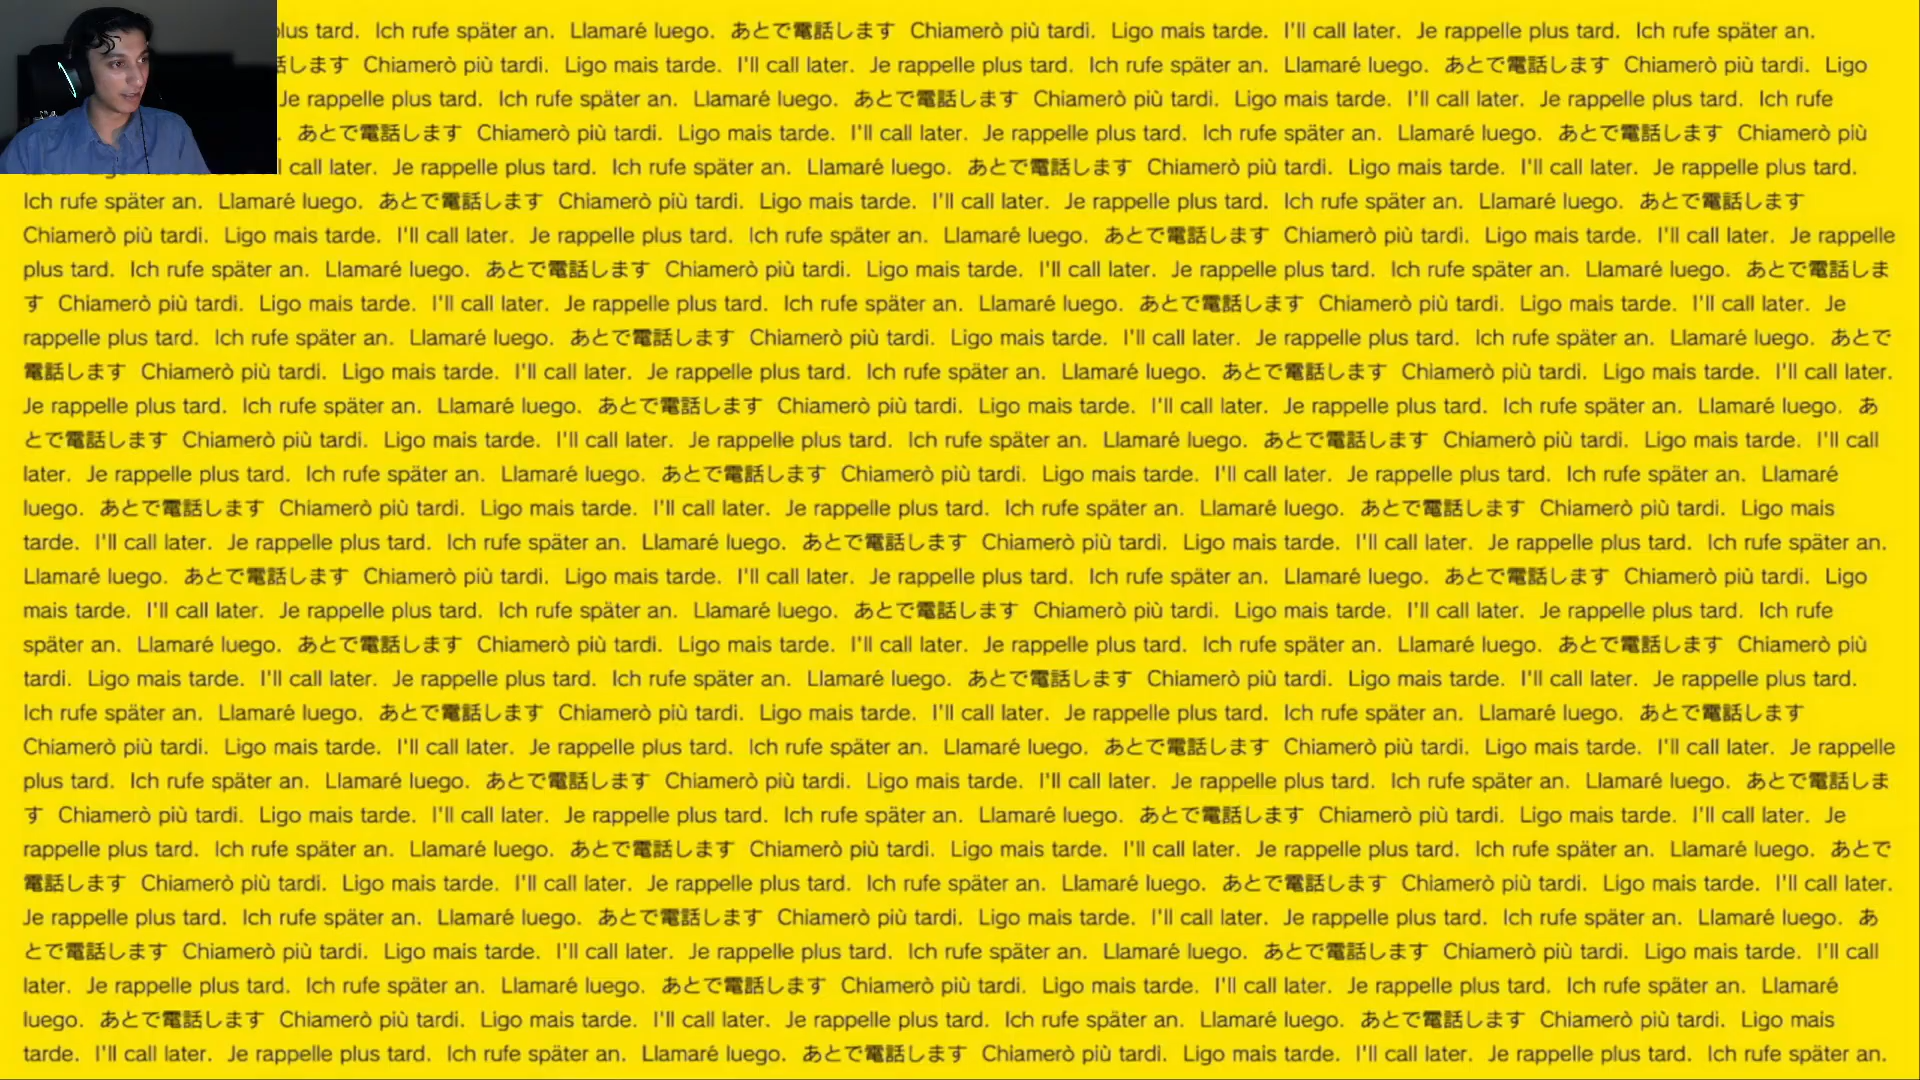 plus tard. Ich rufe später an. Llamaré luego. あとで電話します Chiamerò più tardi. Ligo mais tarde. I'll call later. Je rappelle plus tard. Ich rufe später an.
話します Chiamerò più tardi. Ligo mais tarde. I'll call later. Je rappelle plus tard. Ich rufe später an. Llamaré luego. あとで電話します Chiamerò più tardi. Ligo
Je rappelle plus tard. Ich rufe später an. Llamaré luego. あとで電話します Chiamerò più tardi. Ligo mais tarde. I'll call later. Je rappelle plus tard. Ich rufe
. あとで電話します Chiamerò più tardi. Ligo mais tarde. I'll call later. Je rappelle plus tard. Ich rufe später an. Llamaré luego. あとで電話します Chiamerò più
call later. Je rappelle plus tard. Ich rufe später an. Llamaré luego. あとで電話します Chiamerò più tardi. Ligo mais tarde. I'll call later. Je rappelle plus tard.
Ich rufe später an. Llamaré luego. あとで電話します Chiamerò più tardi. Ligo mais tarde. I'll call later. Je rappelle plus tard. Ich rufe später an. Llamaré luego. あとで電話します
Chiamerò più tardi. Ligo mais tarde. I'll call later. Je rappelle plus tard. Ich rufe später an. Llamaré luego. あとで電話します Chiamerò più tardi. Ligo mais tarde. I'll call later. Je rappelle
plus tard. Ich rufe später an. Llamaré luego. あとで電話します Chiamerò più tardi. Ligo mais tarde. I'll call later. Je rappelle plus tard. Ich rufe später an. Llamaré luego. あとで電話しま
す Chiamerò più tardi. Ligo mais tarde. I'll call later. Je rappelle plus tard. Ich rufe später an. Llamaré luego. あとで電話します Chiamerò più tardi. Ligo mais tarde. I'll call later. Je
rappelle plus tard. Ich rufe später an. Llamaré luego. あとで電話します Chiamerò più tardi. Ligo mais tarde. I'll call later. Je rappelle plus tard. Ich rufe später an. Llamaré luego. あとで
電話します Chiamerò più tardi. Ligo mais tarde. I'll call later. Je rappelle plus tard. Ich rufe später an. Llamaré luego. あとで電話します Chiamerò più tardi. Ligo mais tarde. I'll call later.
Je rappelle plus tard. Ich rufe später an. Llamaré luego. あとで電話します Chiamerò più tardi. Ligo mais tarde. I'll call later. Je rappelle plus tard. Ich rufe später an. Llamaré luego. あ
とで電話します Chiamerò più tardi. Ligo mais tarde. I'll call later. Je rappelle plus tard. Ich rufe später an. Llamaré luego. あとで電話します Chiamerò più tardi. Ligo mais tarde. I'll call
later. Je rappelle plus tard. Ich rufe später an. Llamaré luego. あとで電話します Chiamerò più tardi. Ligo mais tarde. I'll call later. Je rappelle plus tard. Ich rufe später an. Llamaré
luego. あとで電話します Chiamerò più tardi. Ligo mais tarde. I'll call later. Je rappelle plus tard. Ich rufe später an. Llamaré luego. あとで電話します Chiamerò più tardi. Ligo mais
tarde. I'll call later. Je rappelle plus tard. Ich rufe später an. Llamaré luego. あとで電話します Chiamerò più tardi. Ligo mais tarde. I'll call later. Je rappelle plus tard. Ich rufe später an.
Llamaré luego. あとで電話します Chiamerò più tardi. Ligo mais tarde. I'll call later. Je rappelle plus tard. Ich rufe später an. Llamaré luego. あとで電話します Chiamerò più tardi. Ligo
mais tarde. I'll call later. Je rappelle plus tard. Ich rufe später an. Llamaré luego. あとで電話します Chiamerò più tardi. Ligo mais tarde. I'll call later. Je rappelle plus tard. Ich rufe
später an. Llamaré luego. あとで電話します Chiamerò più tardi. Ligo mais tarde. I'll call later. Je rappelle plus tard. Ich rufe später an. Llamaré luego. あとで電話します Chiamerò più
tardi. Ligo mais tarde. I'll call later. Je rappelle plus tard. Ich rufe später an. Llamaré luego. あとで電話します Chiamerò più tardi. Ligo mais tarde. I'll call later. Je rappelle plus tard.
Ich rufe später an. Llamaré luego. あとで電話します Chiamerò più tardi. Ligo mais tarde. I'll call later. Je rappelle plus tard. Ich rufe später an. Llamaré luego. あとで電話します
Chiamerò più tardi. Ligo mais tarde. I'll call later. Je rappelle plus tard. Ich rufe später an. Llamaré luego. あとで電話します Chiamerò più tardi. Ligo mais tarde. I'll call later. Je rappelle
plus tard. Ich rufe später an. Llamaré luego. あとで電話します Chiamerò più tardi. Ligo mais tarde. I'll call later. Je rappelle plus tard. Ich rufe später an. Llamaré luego. あとで電話しま
す Chiamerò più tardi. Ligo mais tarde. I'll call later. Je rappelle plus tard. Ich rufe später an. Llamaré luego. あとで電話します Chiamerò più tardi. Ligo mais tarde. I'll call later. Je
rappelle plus tard. Ich rufe später an. Llamaré luego. あとで電話します Chiamerò più tardi. Ligo mais tarde. I'll call later. Je rappelle plus tard. Ich rufe später an. Llamaré luego. あとで
電話します Chiamerò più tardi. Ligo mais tarde. I'll call later. Je rappelle plus tard. Ich rufe später an. Llamaré luego. あとで電話します Chiamerò più tardi. Ligo mais tarde. I'll call later.
Je rappelle plus tard. Ich rufe später an. Llamaré luego. あとで電話します Chiamerò più tardi. Ligo mais tarde. I'll call later. Je rappelle plus tard. Ich rufe später an. Llamaré luego. あ
とで電話します Chiamerò più tardi. Ligo mais tarde. I'll call later. Je rappelle plus tard. Ich rufe später an. Llamaré luego. あとで電話します Chiamerò più tardi. Ligo mais tarde. I'll call
later. Je rappelle plus tard. Ich rufe später an. Llamaré luego. あとで電話します Chiamerò più tardi. Ligo mais tarde. I'll call later. Je rappelle plus tard. Ich rufe später an. Llamaré
luego. あとで電話します Chiamerò più tardi. Ligo mais tarde. I'll call later. Je rappelle plus tard. Ich rufe später an. Llamaré luego. あとで電話します Chiamerò più tardi. Ligo mais
tarde. I'll call later. Je rappelle plus tard. Ich rufe später an. Llamaré luego. あとで電話します Chiamerò più tardi. Ligo mais tarde. I'll call later. Je rappelle plus tard. Ich rufe später an.